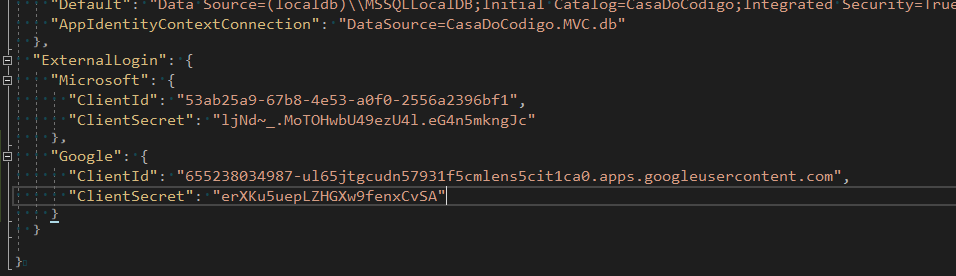 "Default": "Data Source=(localdb)\\MSSQLLocalDB;Initial Catalog=CasaDoCodigo;Integrated Security=True
"AppIdentityContextConnection": "DataSource=CasaDoCodigo.MVC.db"
},
"ExternalLogin": {
"Microsoft": {
"ClientId": "53ab25a9-67b8-4e53-a0f0-2556a2396bf1",
"ClientSecret": "ljNd~_.MoTOHwbU49ezU4l.eG4n5mkngJc"
},
"Google": {
"ClientId": "655238034987-ul65jtgcudn57931f5cmlens5cit1ca0.apps.googleusercontent.com",
"ClientSecret": "erXKu5uepLZHGXw9fenxCvSA"
}
}
}